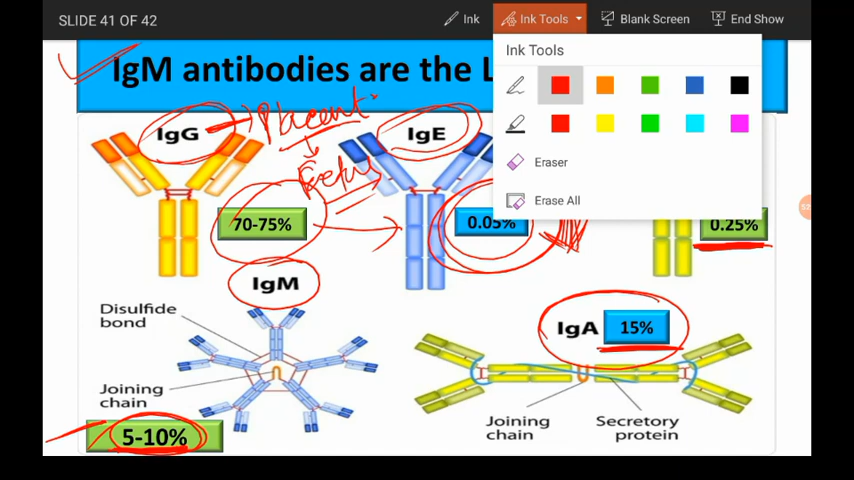 SLIDE 41 OF 42
Ink
Ink Tools
Blank Screen
End Show
Ink Tools
Eraser
Erase All
IgM antibodies are the L
IgG
Placent
Fetus
IgE
70-75%
0.05%
0.25%
IgM
Disulfide
bond
Joining
chain
5-10%
IgA
15%
Joining
chain
Secretory
protein